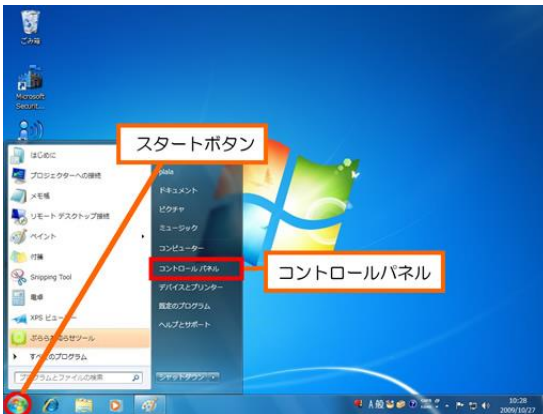 ごみ箱
Microsoft
Securit...
スタートボタン
はじめに
プロジェクターへの接続
メモ帳
リモート デスクトップ接続
ペイント
付箋
Snipping Tool
電卓
XPS ビュー
ぷらら お知らせツール
すべてのプログラム
プログラムとファイルの検索
plala
ドキュメント
ピクチャ
ミュージック
コンピューター
コントロール パネル
デバイスとプリンター
既定のプログラム
ヘルプとサポート
シャットダウン
コントロールパネル
A 般
10:28
2009/10/27